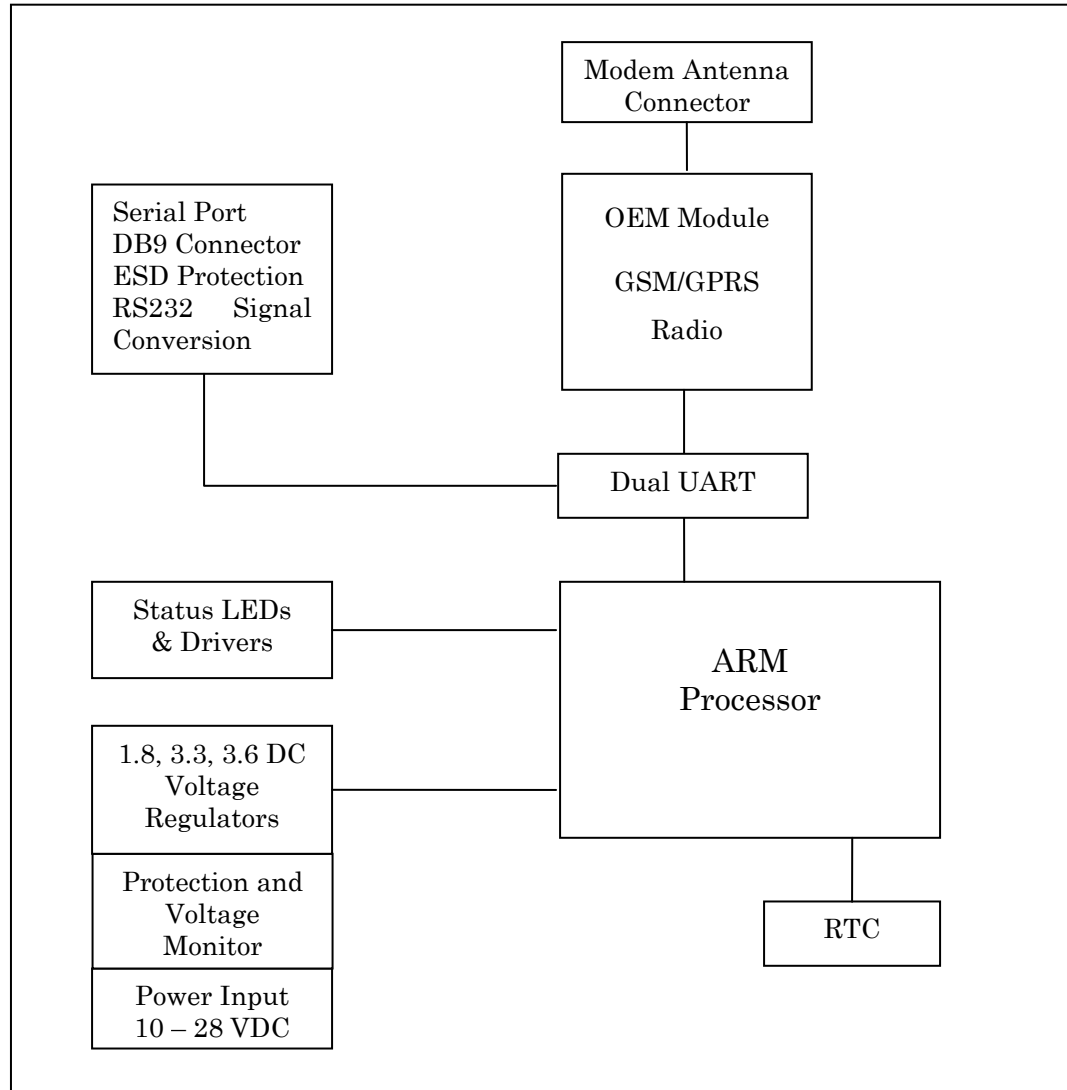 Modem Antenna
Connector
Serial Port
DB9 Connector
ESD Protection
RS232 Signal
Conversion
OEM Module
GSM/GPRS
Radio
Dual UART
Status LEDs
& Drivers
ARM
Processor
1.8, 3.3, 3.6 DC
Voltage
Regulators
Protection and
Voltage
Monitor
Power Input
10 – 28 VDC
RTC